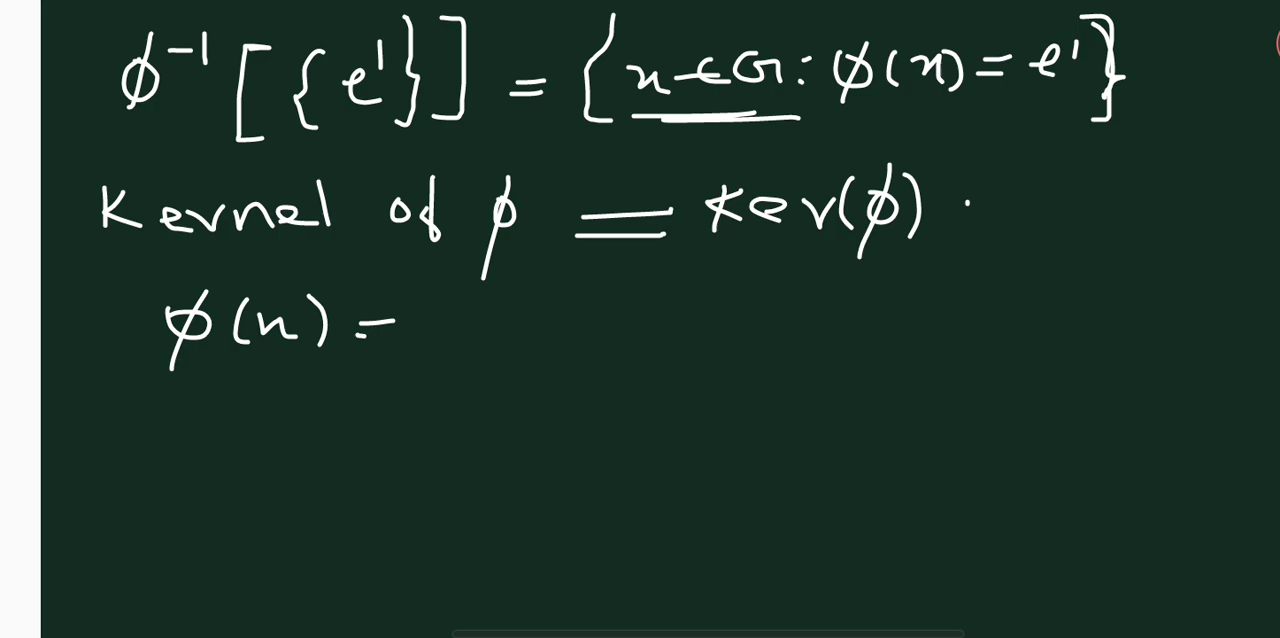 ϕ⁻¹[{e'}] = {x ∈ G : ϕ(x) = e'}
Kernel of ϕ = Ker(ϕ).
ϕ(x) =